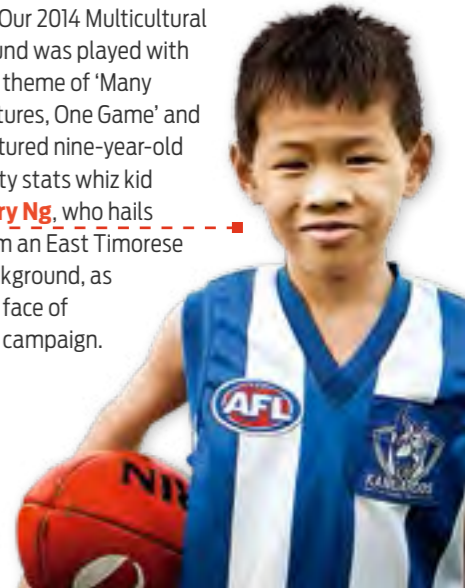 Our 2014 Multicultural
und was played with
theme of ‘Many
tures, One Game’ and
tured nine-year-old
ty stats whiz kid
ry Ng, who hails
m an East Timorese
kground, as
face of
campaign.
AFL
KANGAROOS
NI